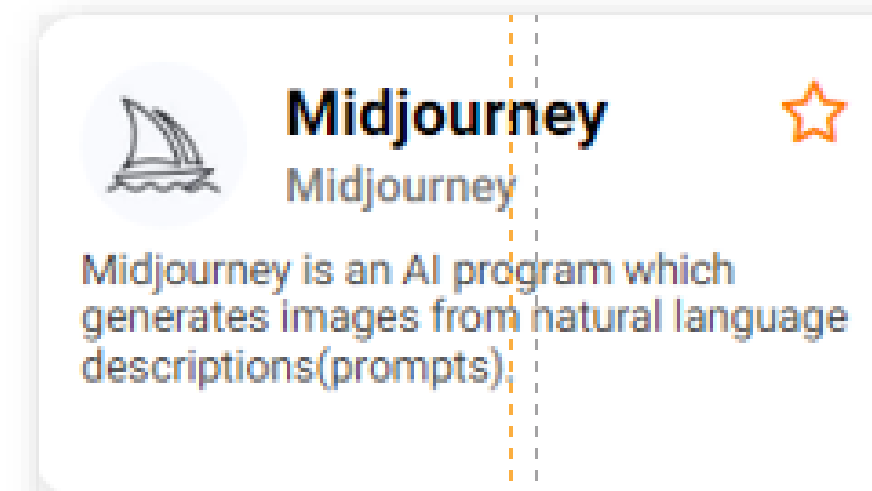 Midjourney
Midjourney
Midjourney is an AI program which
generates images from natural language
descriptions(prompts).